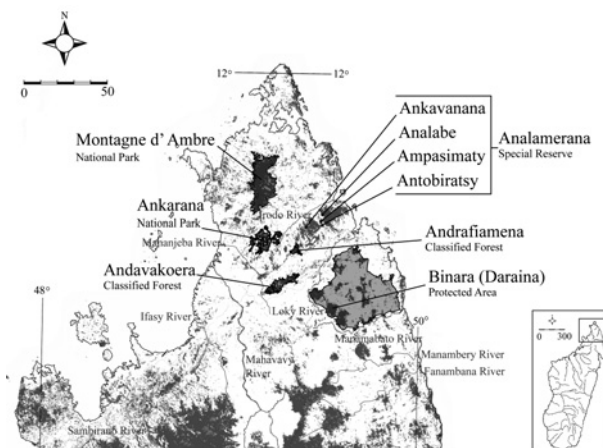 N
0
50
12°
12°
Ankavanana
Analabe
Ampasimaty
Antobiratsy
Analamerana
Special Reserve
Montagne d’ Ambre
National Park
Irodo River
Ankarana
National Park
Mananjeba River
Andrafiamena
Classified Forest
Andavakoera
Classified Forest
Binara (Daraina)
Protected Area
48°
Ifasy River
Loky River
50°
Manambato River
Mahavavy
River
Manambery River
Fanambana River
Sambirano River
0
300